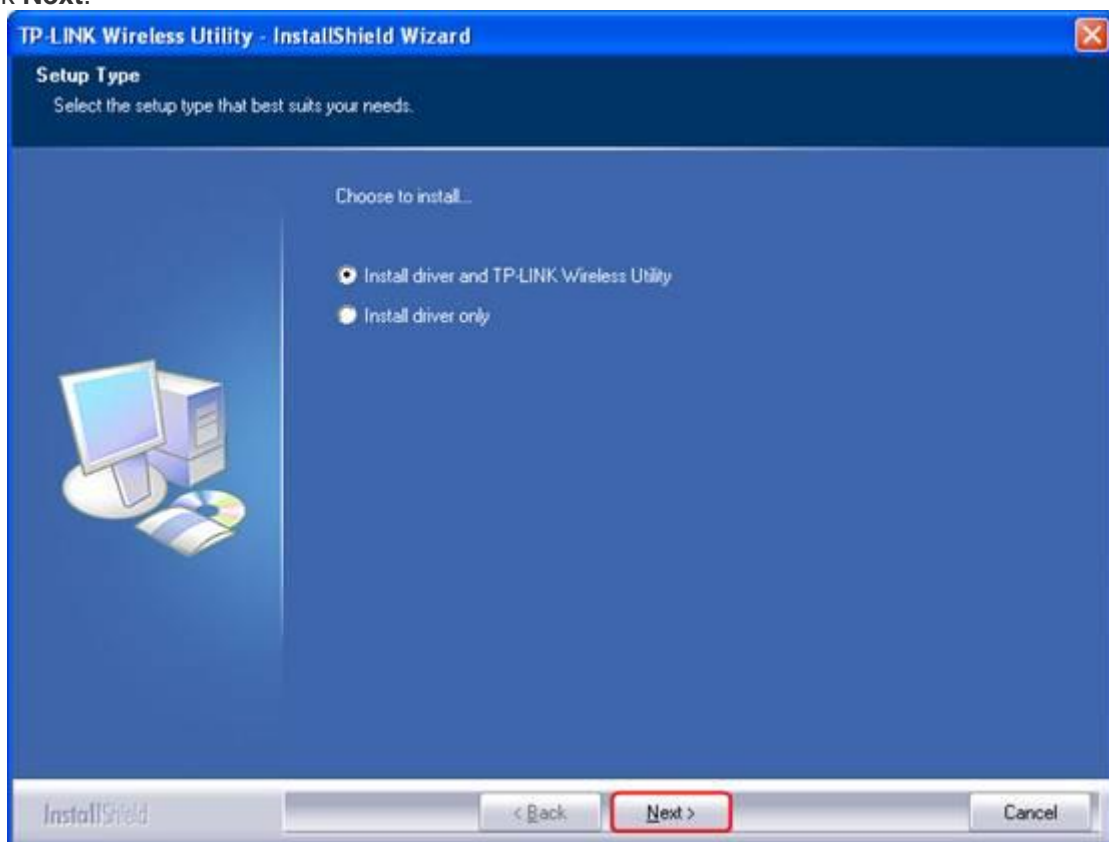 k Next.
TP-LINK Wireless Utility - InstallShield Wizard
Setup Type
Select the setup type that best suits your needs.
Choose to install...
Install driver and TP-LINK Wireless Utility
Install driver only
InstallShield
< Back
Next >
Cancel